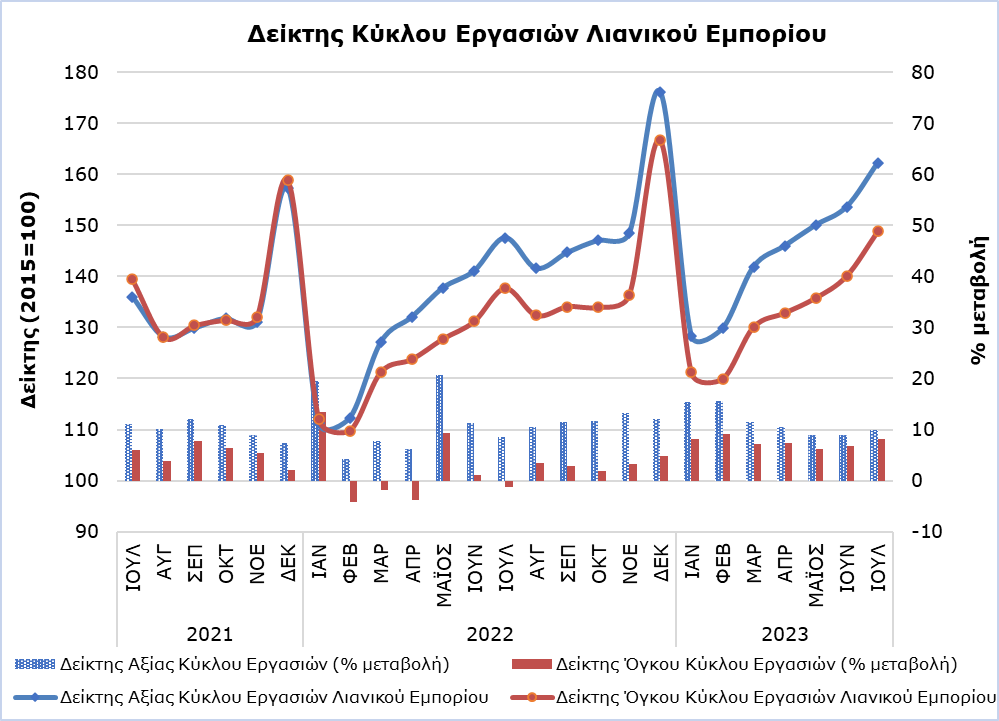 Δείκτης Κύκλου Εργασιών Λιανικού Εμπορίου
Δείκτης (2015=100)
180
170
160
150
140
130
120
110
100
90
80
70
60
50
40
30
20
10
0
-10
% μεταβολή
ΙΟΥΛ ΑΥΓ ΣΕΠ ΟΚΤ ΝΟΕ ΔΕΚ ΙΑΝ ΦΕΒ ΜΑΡ ΑΠΡ ΜΑΪΟΣ ΙΟΥΝ ΙΟΥΛ ΑΥΓ ΣΕΠ ΟΚΤ ΝΟΕ ΔΕΚ ΙΑΝ ΦΕΒ ΜΑΡ ΑΠΡ ΜΑΪΟΣ ΙΟΥΝ ΙΟΥΛ
2021 2022 2023
Δείκτης Αξίας Κύκλου Εργασιών (% μεταβολή) Δείκτης Όγκου Κύκλου Εργασιών (% μεταβολή)
Δείκτης Αξίας Κύκλου Εργασιών Λιανικού Εμπορίου Δείκτης Όγκου Κύκλου Εργασιών Λιανικού Εμπορίου